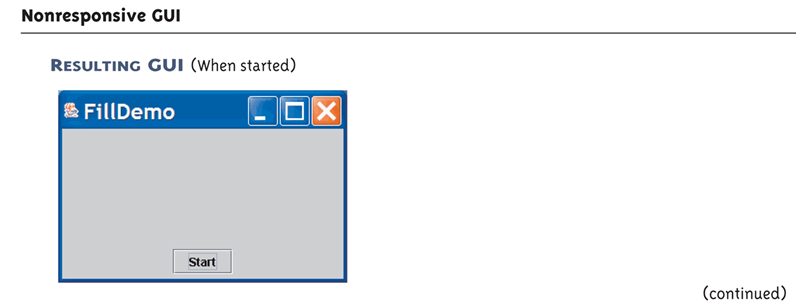 Nonresponsive GUI
RESULTING GUI (When started)
FillDemo
Start
(continued)